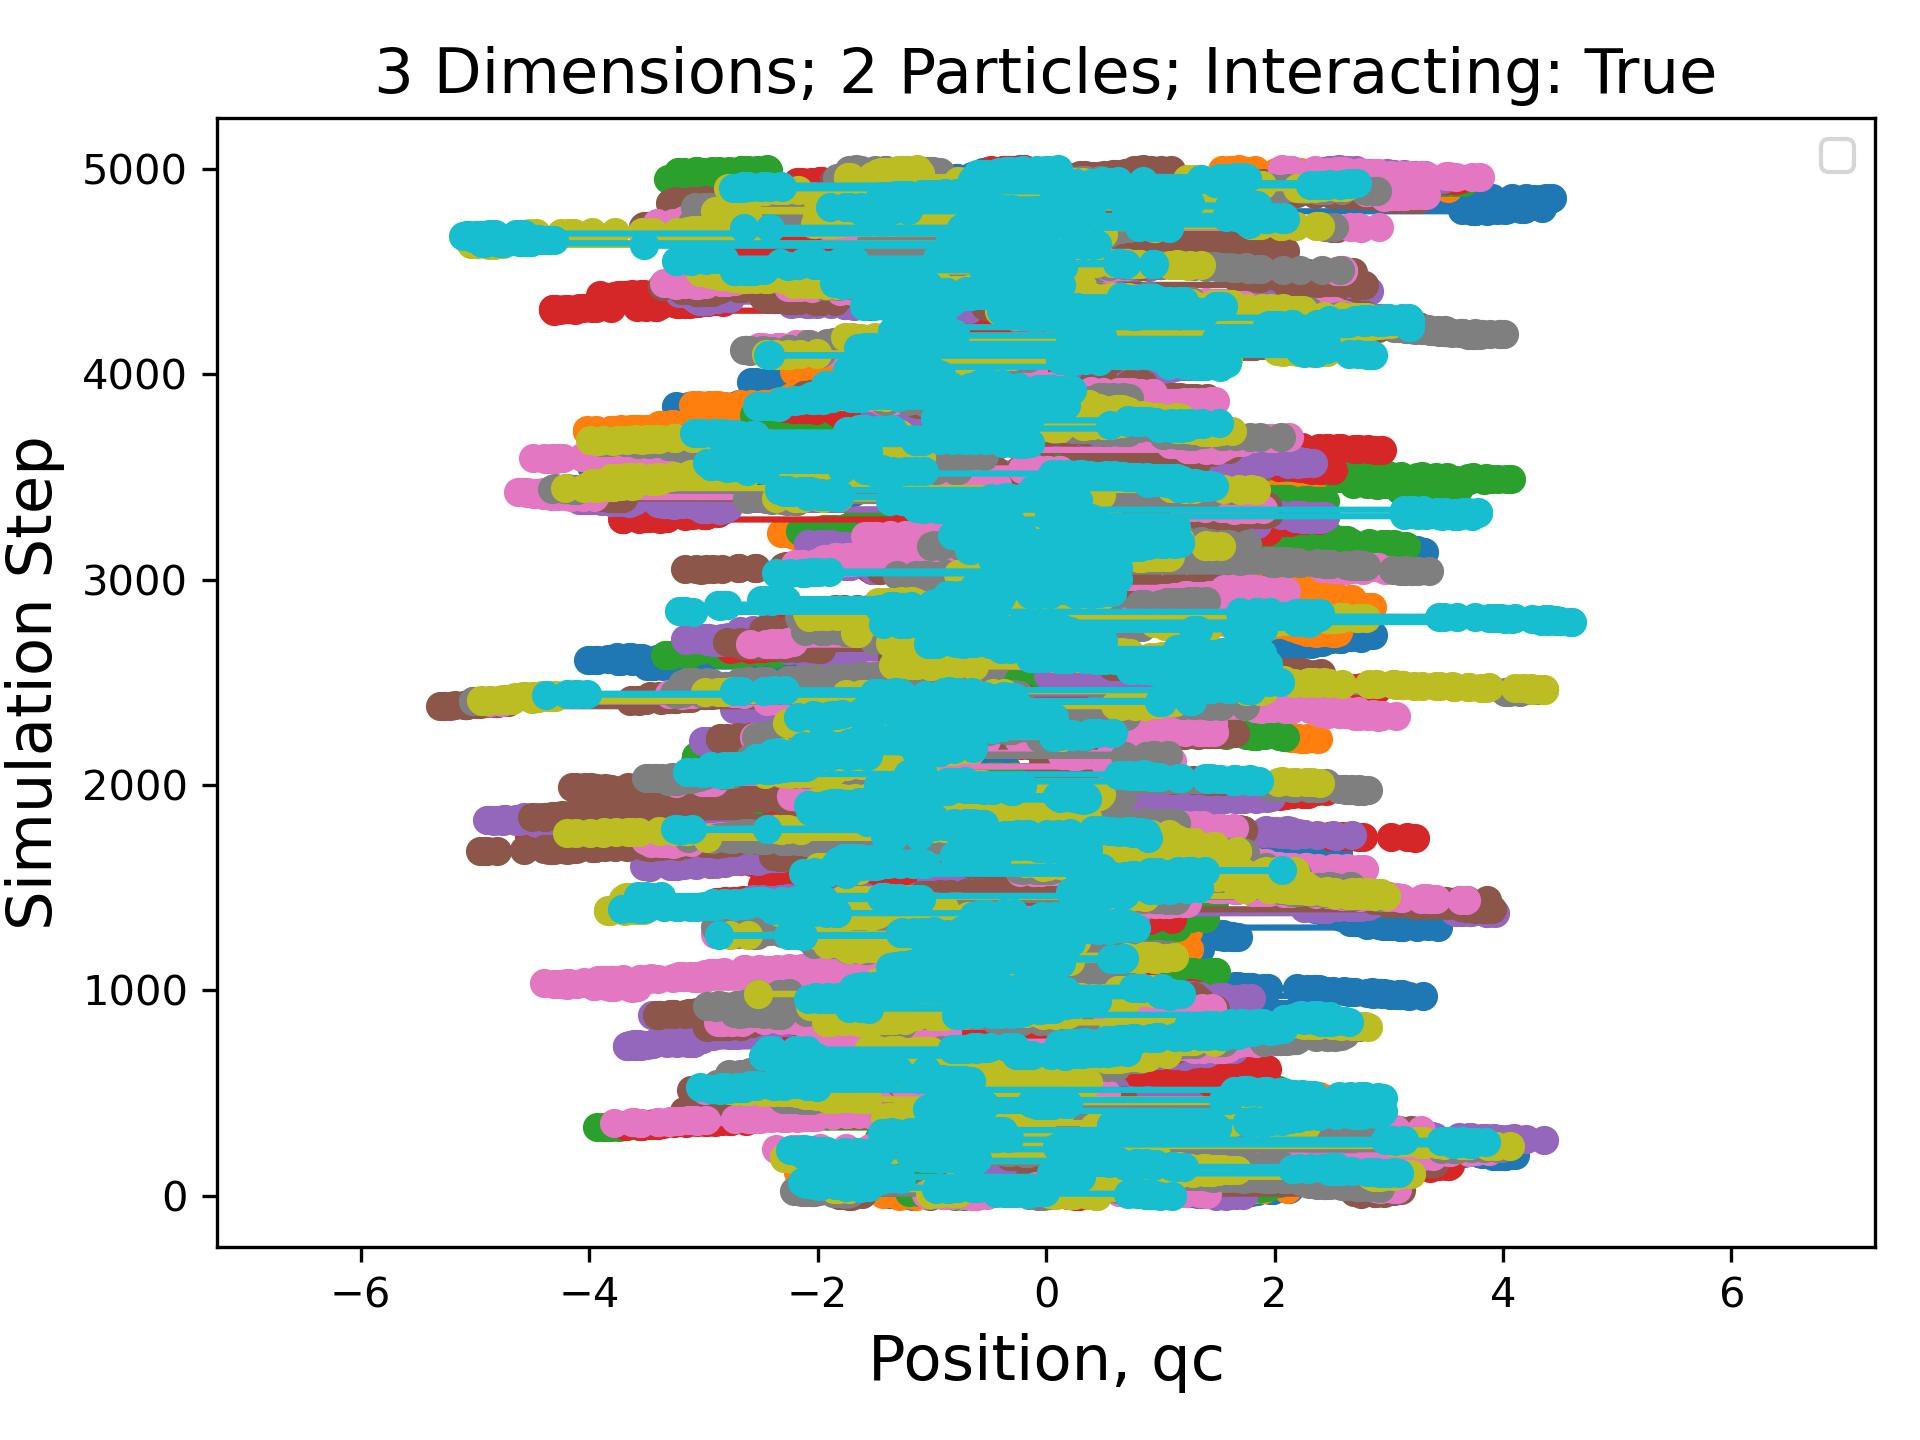 3 Dimensions; 2 Particles; Interacting: True
Simulation Step
5000
4000
3000
2000
1000
0
−6 −4 −2 0 2 4 6
Position, qc